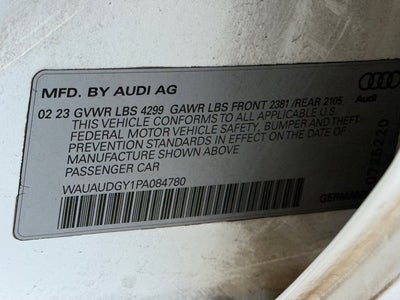 MFD. BY AUDI AG
02 23 GVWR LBS 4299 GAWR LBS FRONT 2381 /REAR 2105
THIS VEHICLE CONFORMS TO ALL APPLICABLE U.S.
FEDERAL MOTOR VEHICLE SAFETY, BUMPER AND THEFT
PREVENTION STANDARDS IN EFFECT ON THE DATE OF
MANUFACTURE SHOWN ABOVE
PASSENGER CAR
WAUAUDGY1PA084780
Audi
GERMANY